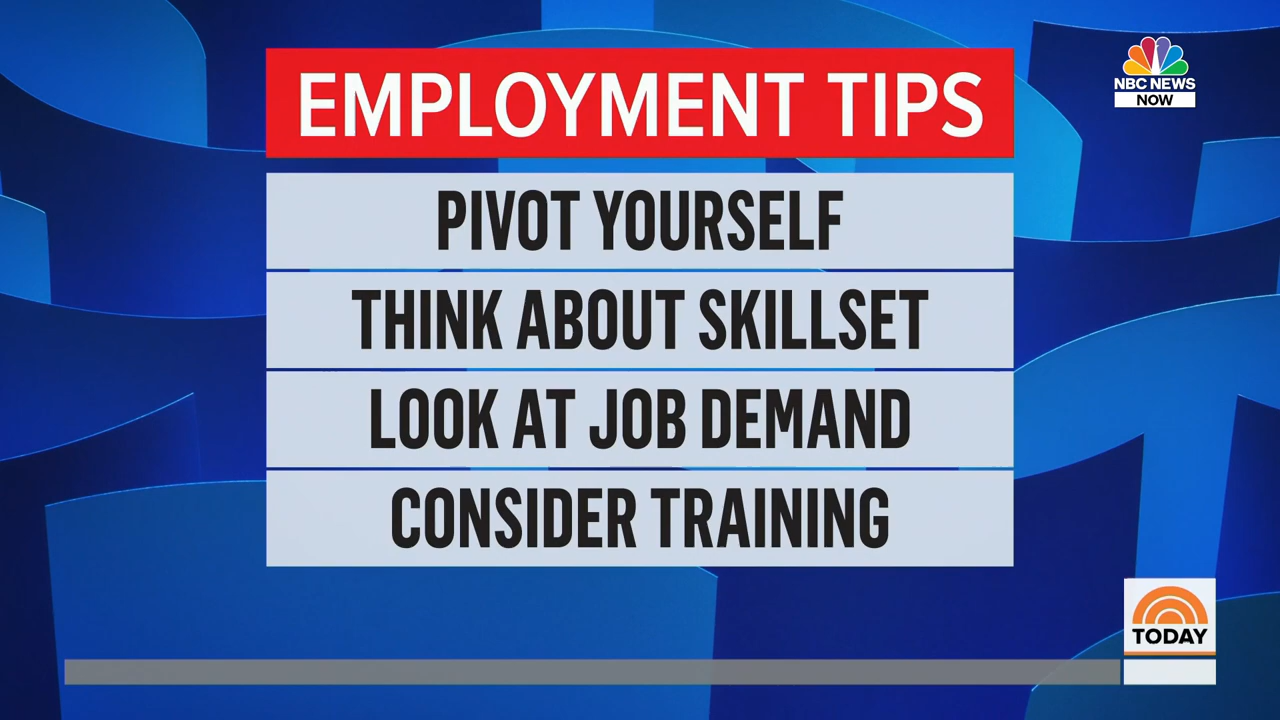 EMPLOYMENT TIPS
NBC NEWS
NOW
PIVOT YOURSELF
THINK ABOUT SKILLSET
LOOK AT JOB DEMAND
CONSIDER TRAINING
TODAY